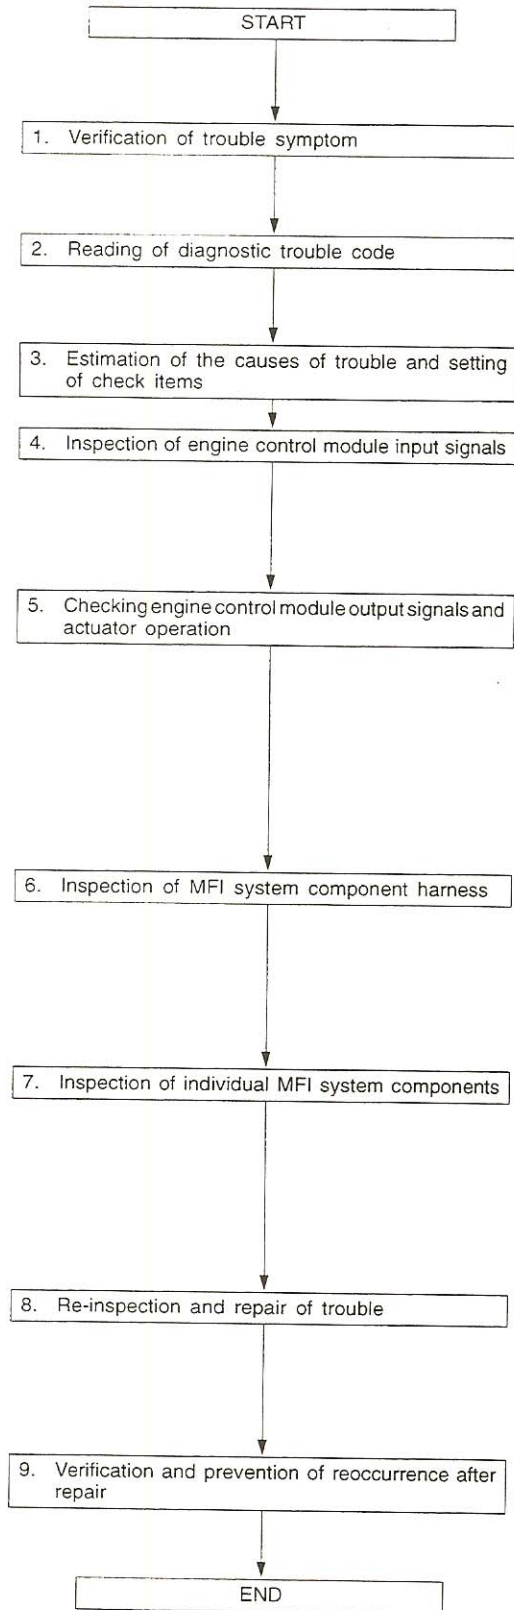 START
1. Verification of trouble symptom
2. Reading of diagnostic trouble code
3. Estimation of the causes of trouble and setting
of check items
4. Inspection of engine control module input signals
5. Checking engine control module output signals and
actuator operation
6. Inspection of MFI system component harness
7. Inspection of individual MFI system components
8. Re-inspection and repair of trouble
9. Verification and prevention of reoccurrence after
repair
END